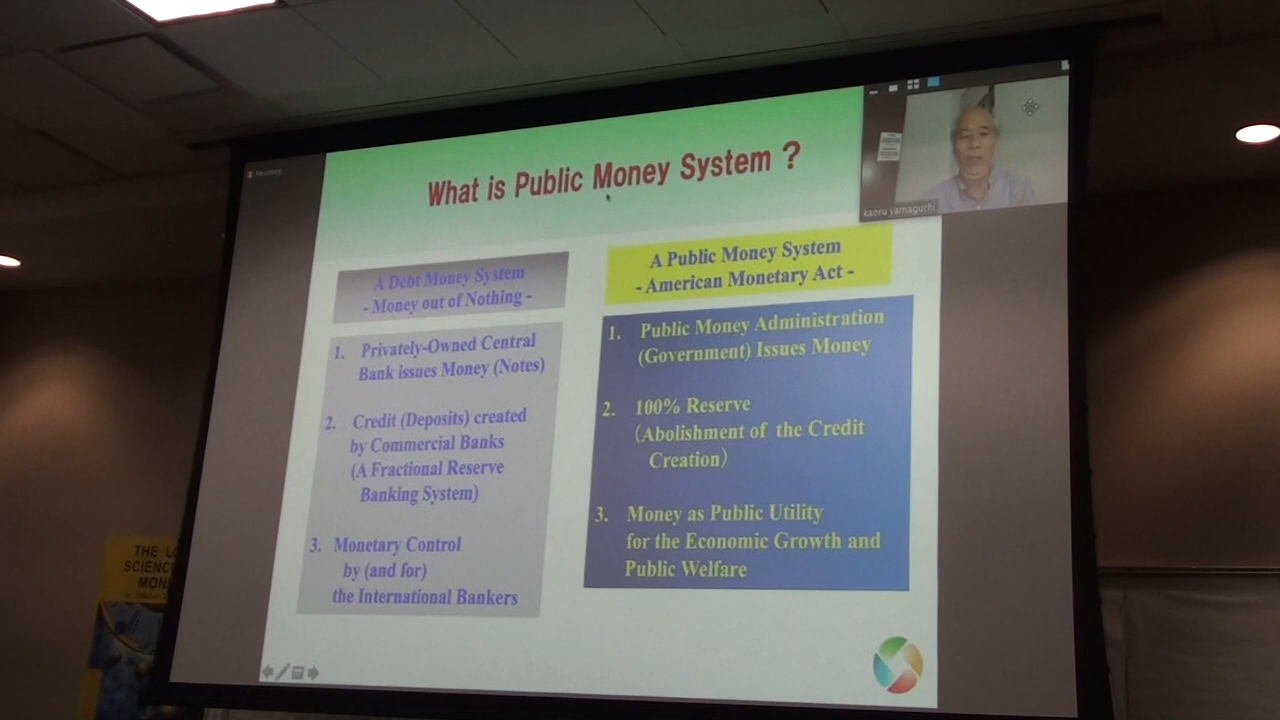 Recording
What is Public Money System ?
kaoru yamaguchi
A Debt Money System
- Money out of Nothing -
1. Privately-Owned Central
Bank issues Money (Notes)
2. Credit (Deposits) created
by Commercial Banks
(A Fractional Reserve
Banking System)
3. Monetary Control
by (and for)
the International Bankers
A Public Money System
- American Monetary Act -
1. Public Money Administration
(Government) Issues Money
2. 100% Reserve
(Abolishment of the Credit
Creation)
3. Money as Public Utility
for the Economic Growth and
Public Welfare
THE
SCIENC
MON